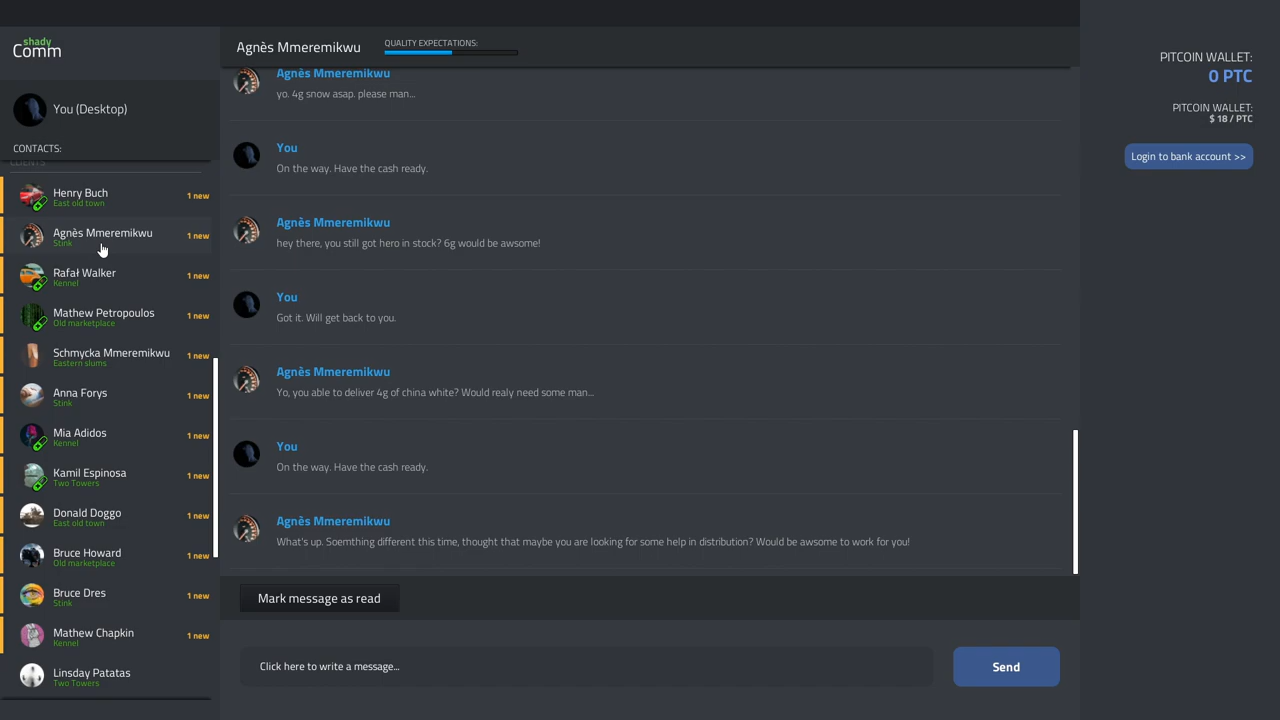 shady
Comm
You (Desktop)
CONTACTS:
CLIENTS
Henry Buch
East old town
1 new
Agnès Mmeremikwu
Stink
1 new
Rafał Walker
Kennel
1 new
Mathew Petropoulos
Old marketplace
1 new
Schmycka Mmeremikwu
Eastern slums
1 new
Anna Forys
Stink
1 new
Mia Adidos
Kennel
1 new
Kamil Espinosa
Two Towers
1 new
Donald Doggo
East old town
1 new
Bruce Howard
Old marketplace
1 new
Bruce Dres
Stink
1 new
Mathew Chapkin
Kennel
1 new
Linsday Patatas
Two Towers
Agnès Mmeremikwu
QUALITY EXPECTATIONS:
Agnès Mmeremikwu
yo. 4g snow asap. please man...
You
On the way. Have the cash ready.
Agnès Mmeremikwu
hey there, you still got hero in stock? 6g would be awsome!
You
Got it. Will get back to you.
Agnès Mmeremikwu
Yo, you able to deliver 4g of china white? Would realy need some man...
You
On the way. Have the cash ready.
Agnès Mmeremikwu
What's up. Soemthing different this time, thought that maybe you are looking for some help in distribution? Would be awsome to work for you!
Mark message as read
Click here to write a message...
Send
PITCOIN WALLET:
0 PTC
PITCOIN WALLET:
$ 18 / PTC
Login to bank account >>